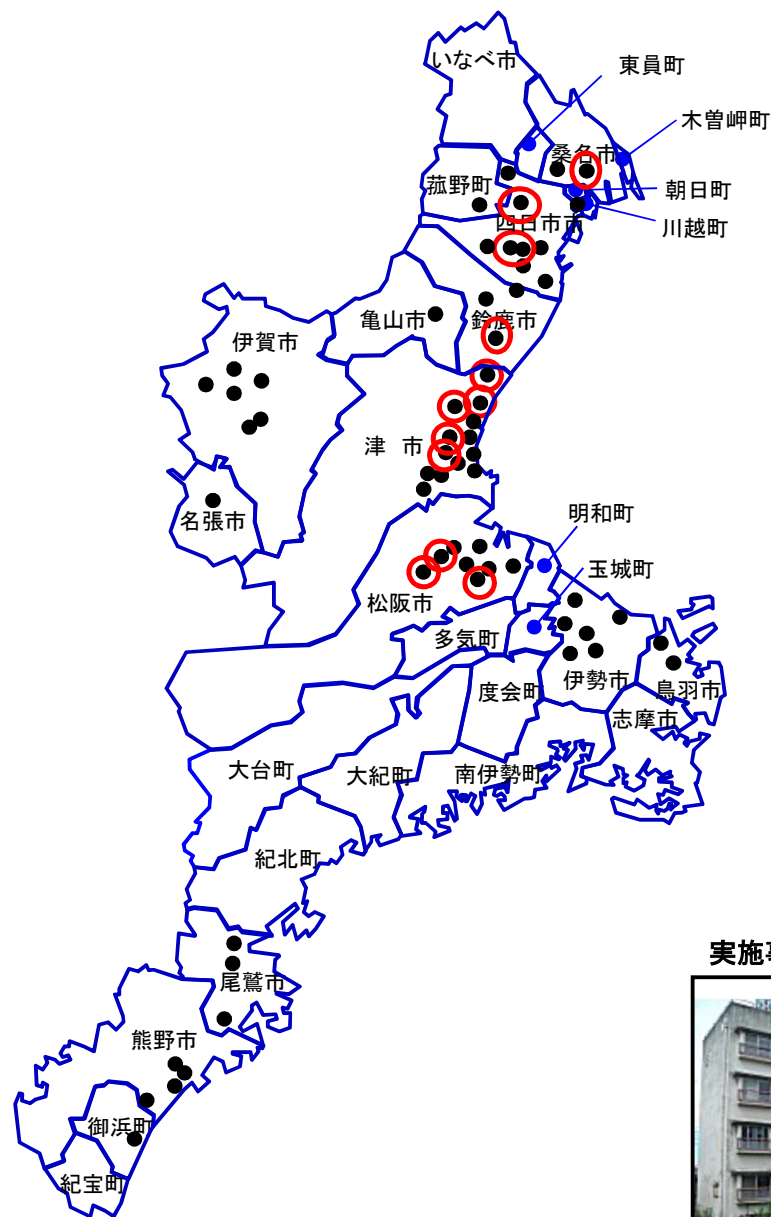 いなべ市
東員町
木曽岬町
桑名市
菰野町
朝日町
四日市市
川越町
亀山市
鈴鹿市
伊賀市
津 市
名張市
明和町
玉城町
松阪市
多気町
伊勢市
鳥羽市
度会町
志摩市
大台町
大紀町
南伊勢町
紀北町
尾鷲市
実施
熊野市
御浜町
紀宝町